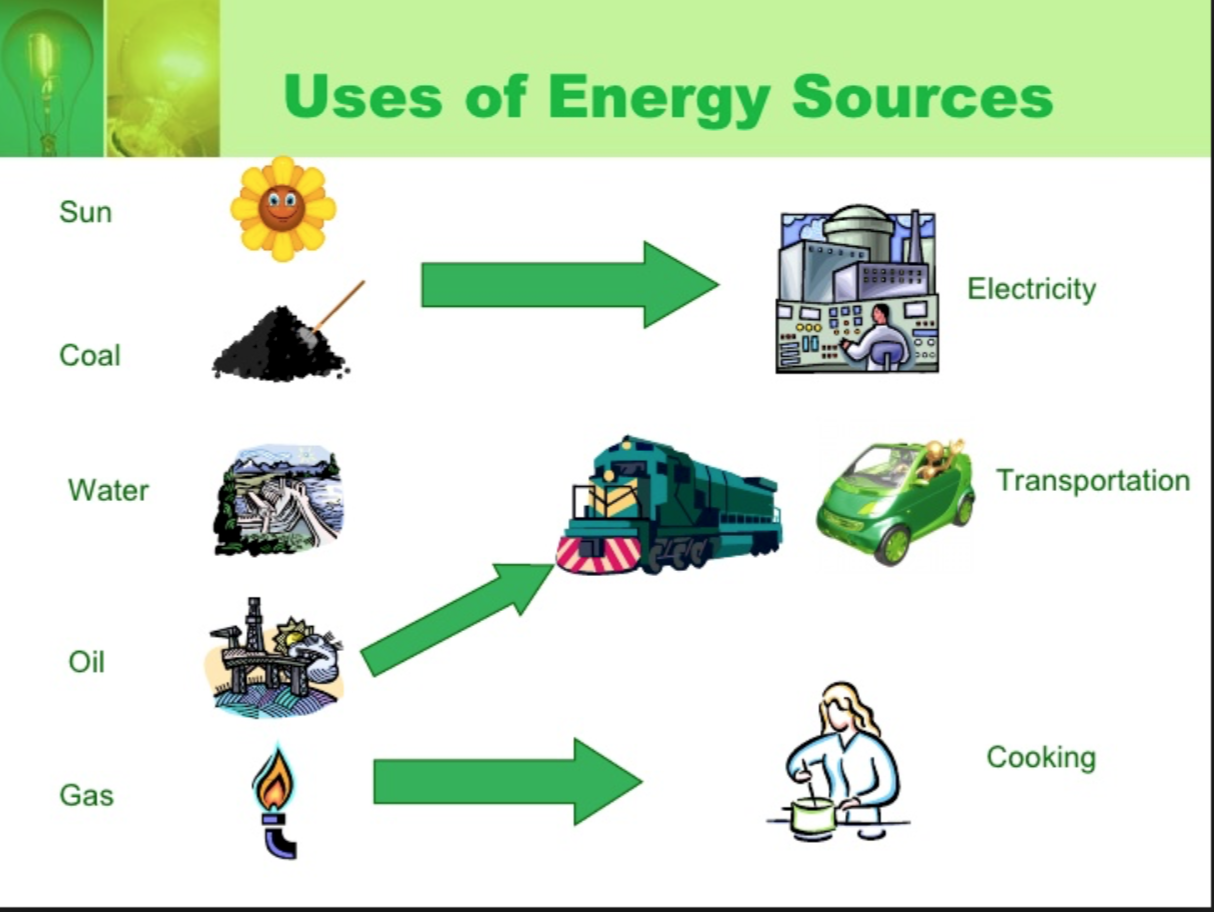 Uses of Energy Sources
Sun
Electricity
Coal
Water
Transportation
Oil
Gas
Cooking